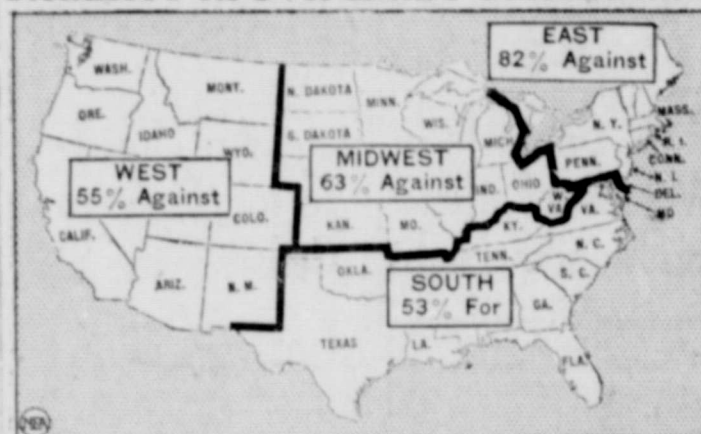 EAST
82% Against
WASH.
MONT.
N. DAKOTA
MINN.
ORE.
IDAHO
S. DAKOTA
WIS.
MICH.
N. Y.
MASS.
R. I.
CONN.
WYO.
WEST
55% Against
MIDWEST
63% Against
PENN.
N. J.
DEL.
MD
IND.
OHIO
W.
VA.
VA.
CALIF.
COLO.
KAN.
MO.
KY.
N. C.
TENN.
ARIZ.
N. M.
OKLA.
SOUTH
53% For
S. C.
GA.
TEXAS
LA.
FLA.
NEA